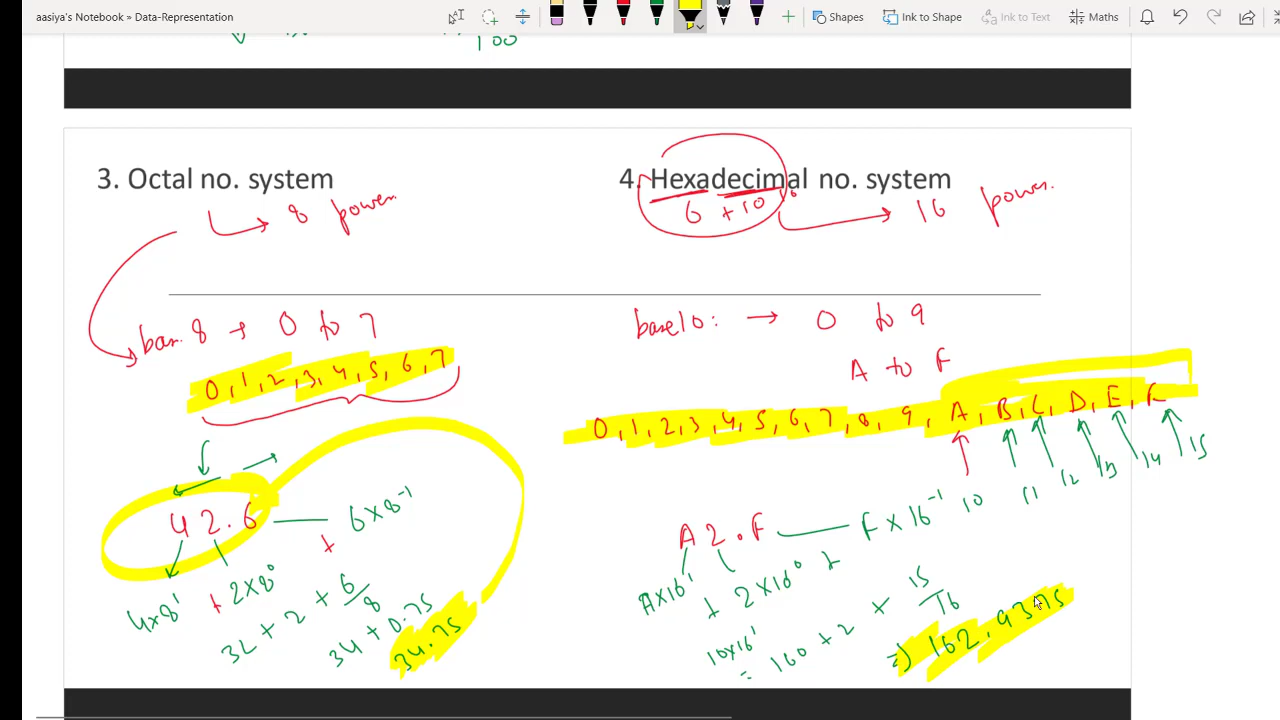 aasiya's Notebook » Data-Representation
Shapes
Ink to Shape
Ink to Text
Maths
100
3. Octal no. system
8 power
base 8 → 0 to 7
0, 1, 2, 3, 4, 5, 6, 7
42.6
6×8⁻¹
+
4×8¹ + 2×8⁰
32 + 2 + 6/8
34 + 0.75
34.75
4. Hexadecimal no. system
6 + 10
16
16 power.
base10: → 0 to 9
A to F
0, 1, 2, 3, 4, 5, 6, 7, 8, 9, A, B, C, D, E, F
10 11 12 13 14 15
A2.F
F×16⁻¹
A×16¹ + 2×16⁰ +
10×16¹
= 160 + 2 + 15/16
⇒ 162.9375